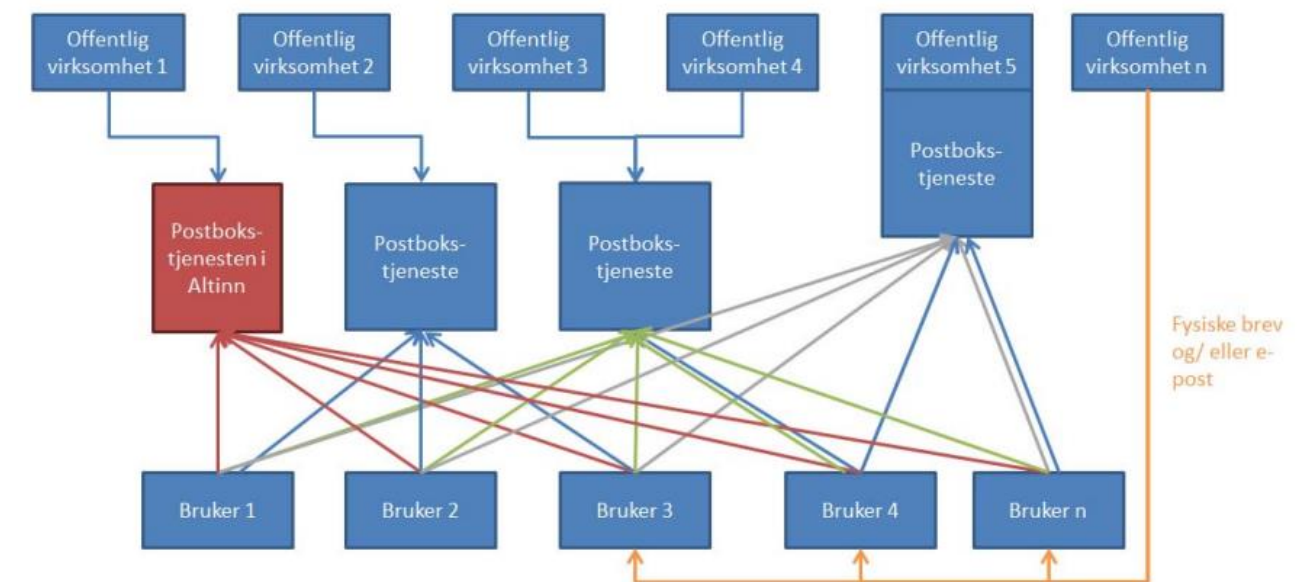 Offentlig
virksomhet 1
Offentlig
virksomhet 2
Offentlig
virksomhet 3
Offentlig
virksomhet 4
Offentlig
virksomhet 5
Offentlig
virksomhet n
Postboks-
tjeneste
Postboks-
tjenesten i
Altinn
Postboks-
tjeneste
Postboks-
tjeneste
Fysiske brev
og/ eller e-
post
Bruker 1
Bruker 2
Bruker 3
Bruker 4
Bruker n